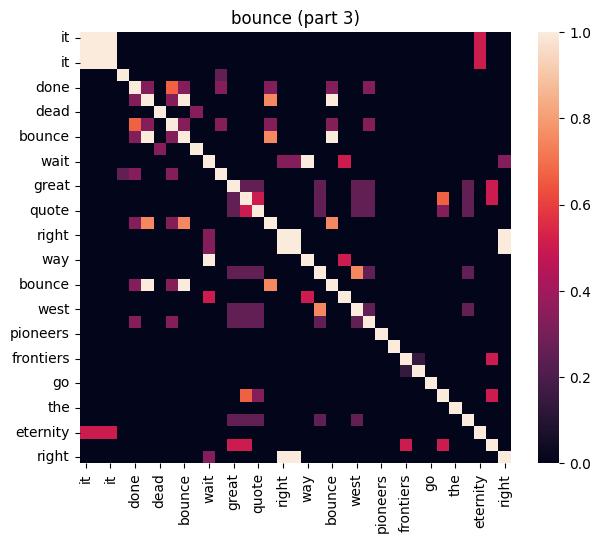 bounce (part 3)
it
it
done
dead
bounce
wait
great
quote
right
way
bounce
west
pioneers
frontiers
go
the
eternity
right
1.0
0.8
0.6
0.4
0.2
0.0
it
it
done
dead
bounce
wait
great
quote
right
way
bounce
west
pioneers
frontiers
go
the
eternity
right